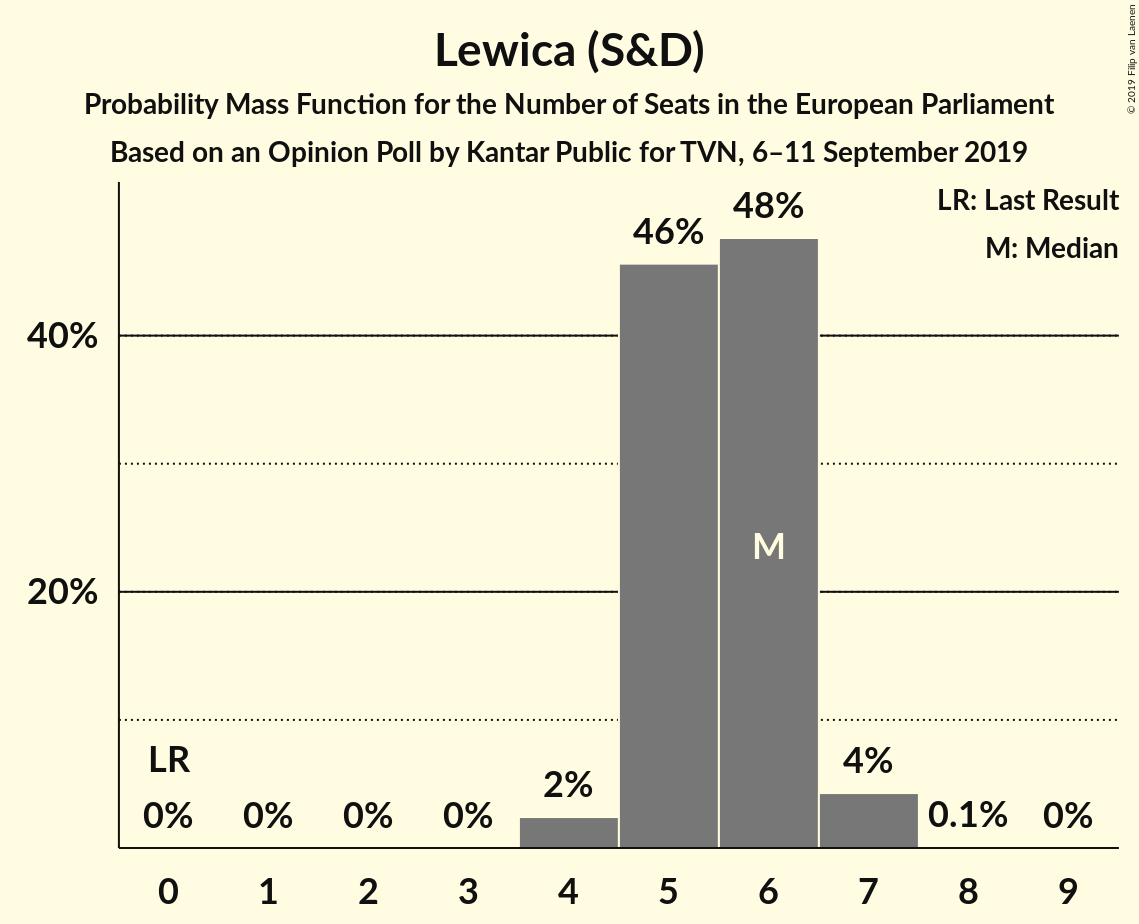 Lewica (S&D)
Probability Mass Function for the Number of Seats in the European Parliament
Based on an Opinion Poll by Kantar Public for TVN, 6–11 September 2019
© 2019 Filip van Laenen
LR: Last Result
M: Median
48%
46%
40%
M
20%
LR
4%
2%
0% 0% 0% 0% 0.1% 0%
0 1 2 3 4 5 6 7 8 9